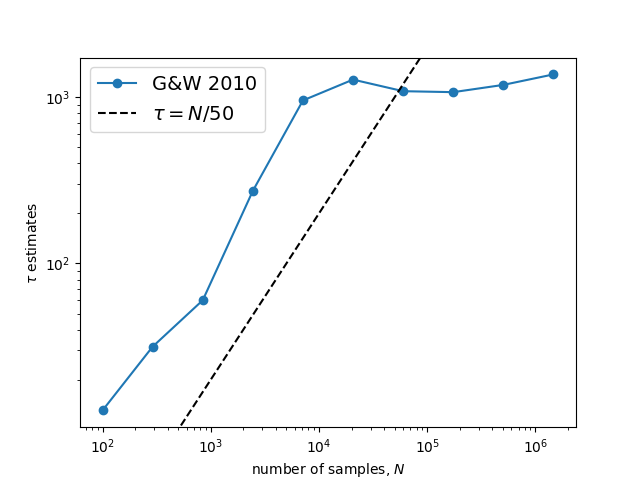 G&W 2010
τ = N/50
10³
10²
τ estimates
10² 10³ 10⁴ 10⁵ 10⁶
number of samples, N